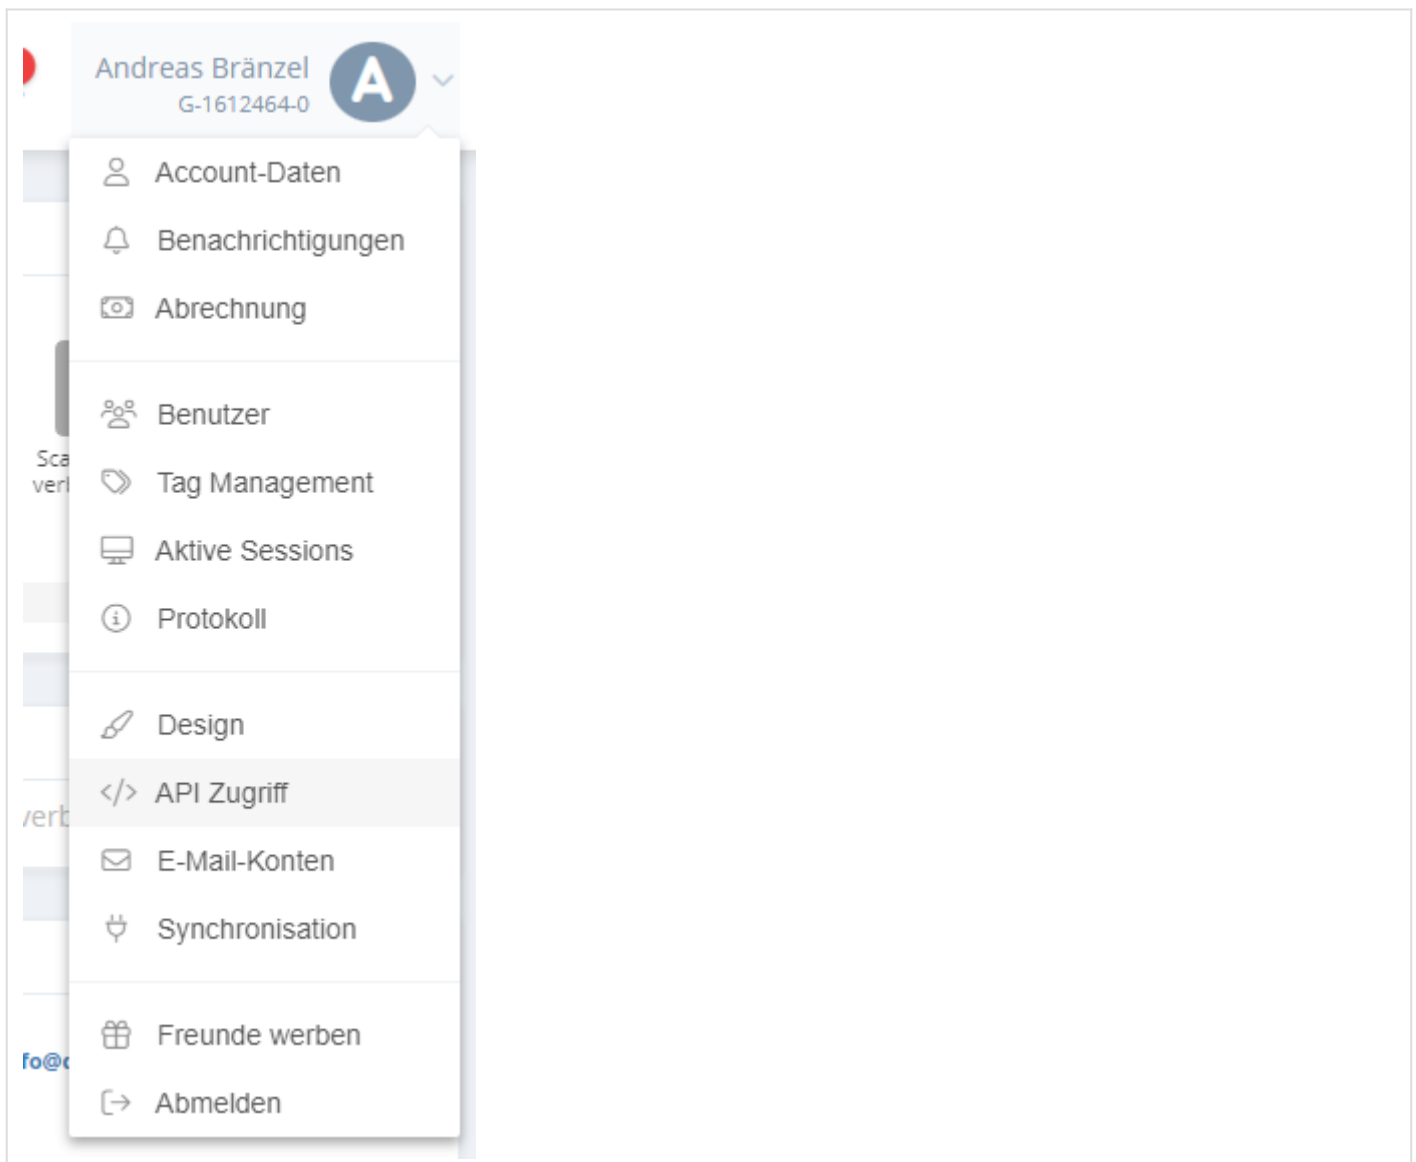 Andreas Bränzel
G-1612464-0
A
Account-Daten
Benachrichtigungen
Abrechnung
Benutzer
Tag Management
Aktive Sessions
Protokoll
Design
API Zugriff
E-Mail-Konten
Synchronisation
Freunde werben
Abmelden